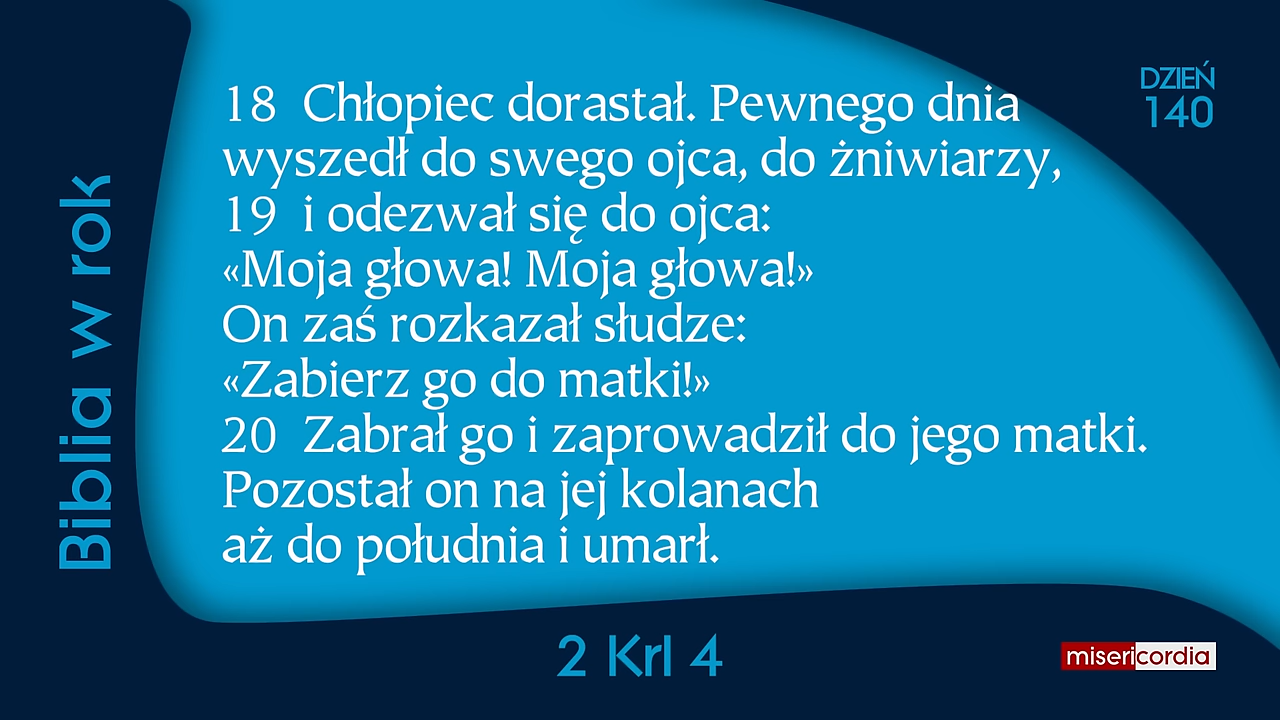 DZIEŃ
140
18 Chłopiec dorastał. Pewnego dnia
wyszedł do swego ojca, do żniwiarzy,
19 i odezwał się do ojca:
«Moja głowa! Moja głowa!»
On zaś rozkazał słudze:
«Zabierz go do matki!»
20 Zabrał go i zaprowadził do jego matki.
Pozostał on na jej kolanach
aż do południa i umarł.
Biblia w rok
2 Krl 4
misericordia